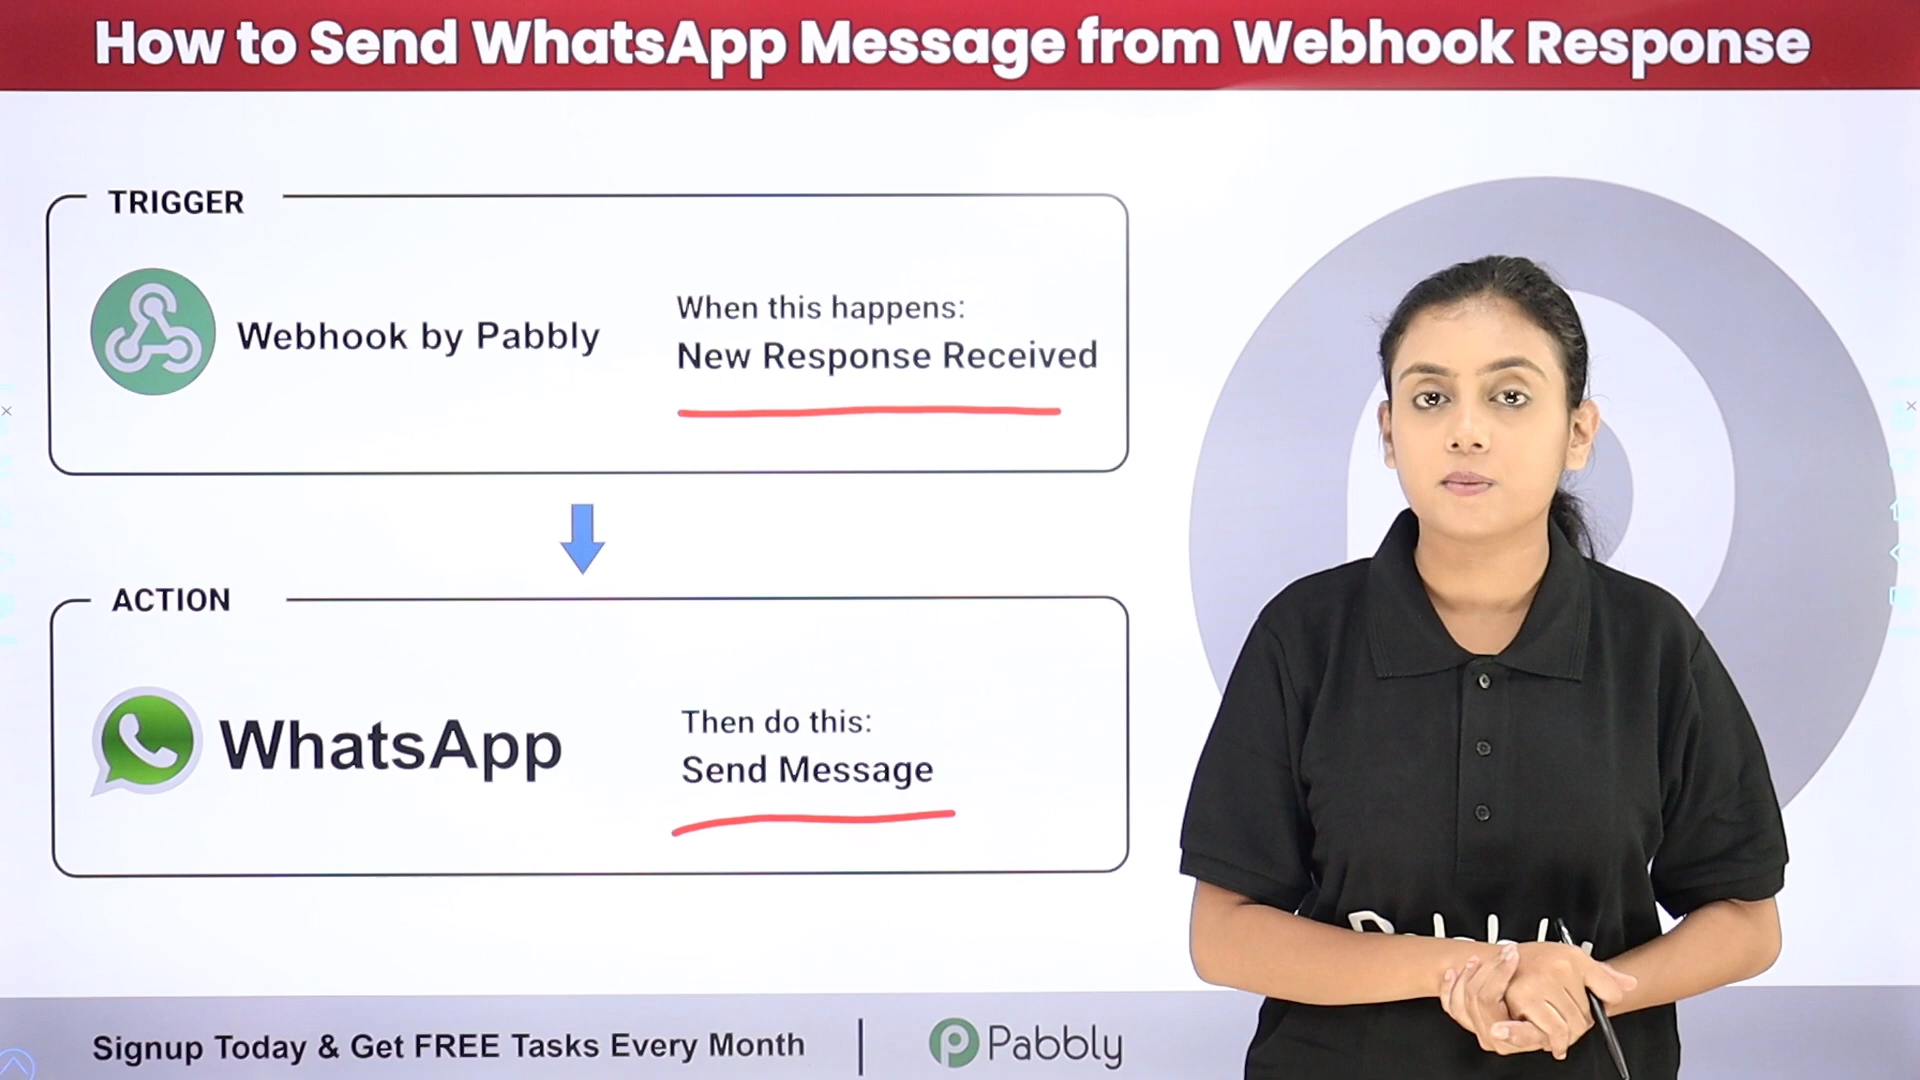 How to Send WhatsApp Message from Webhook Response
TRIGGER
Webhook by Pabbly
When this happens:
New Response Received
ACTION
WhatsApp
Then do this:
Send Message
Signup Today & Get FREE Tasks Every Month
Pabbly
Pabbly